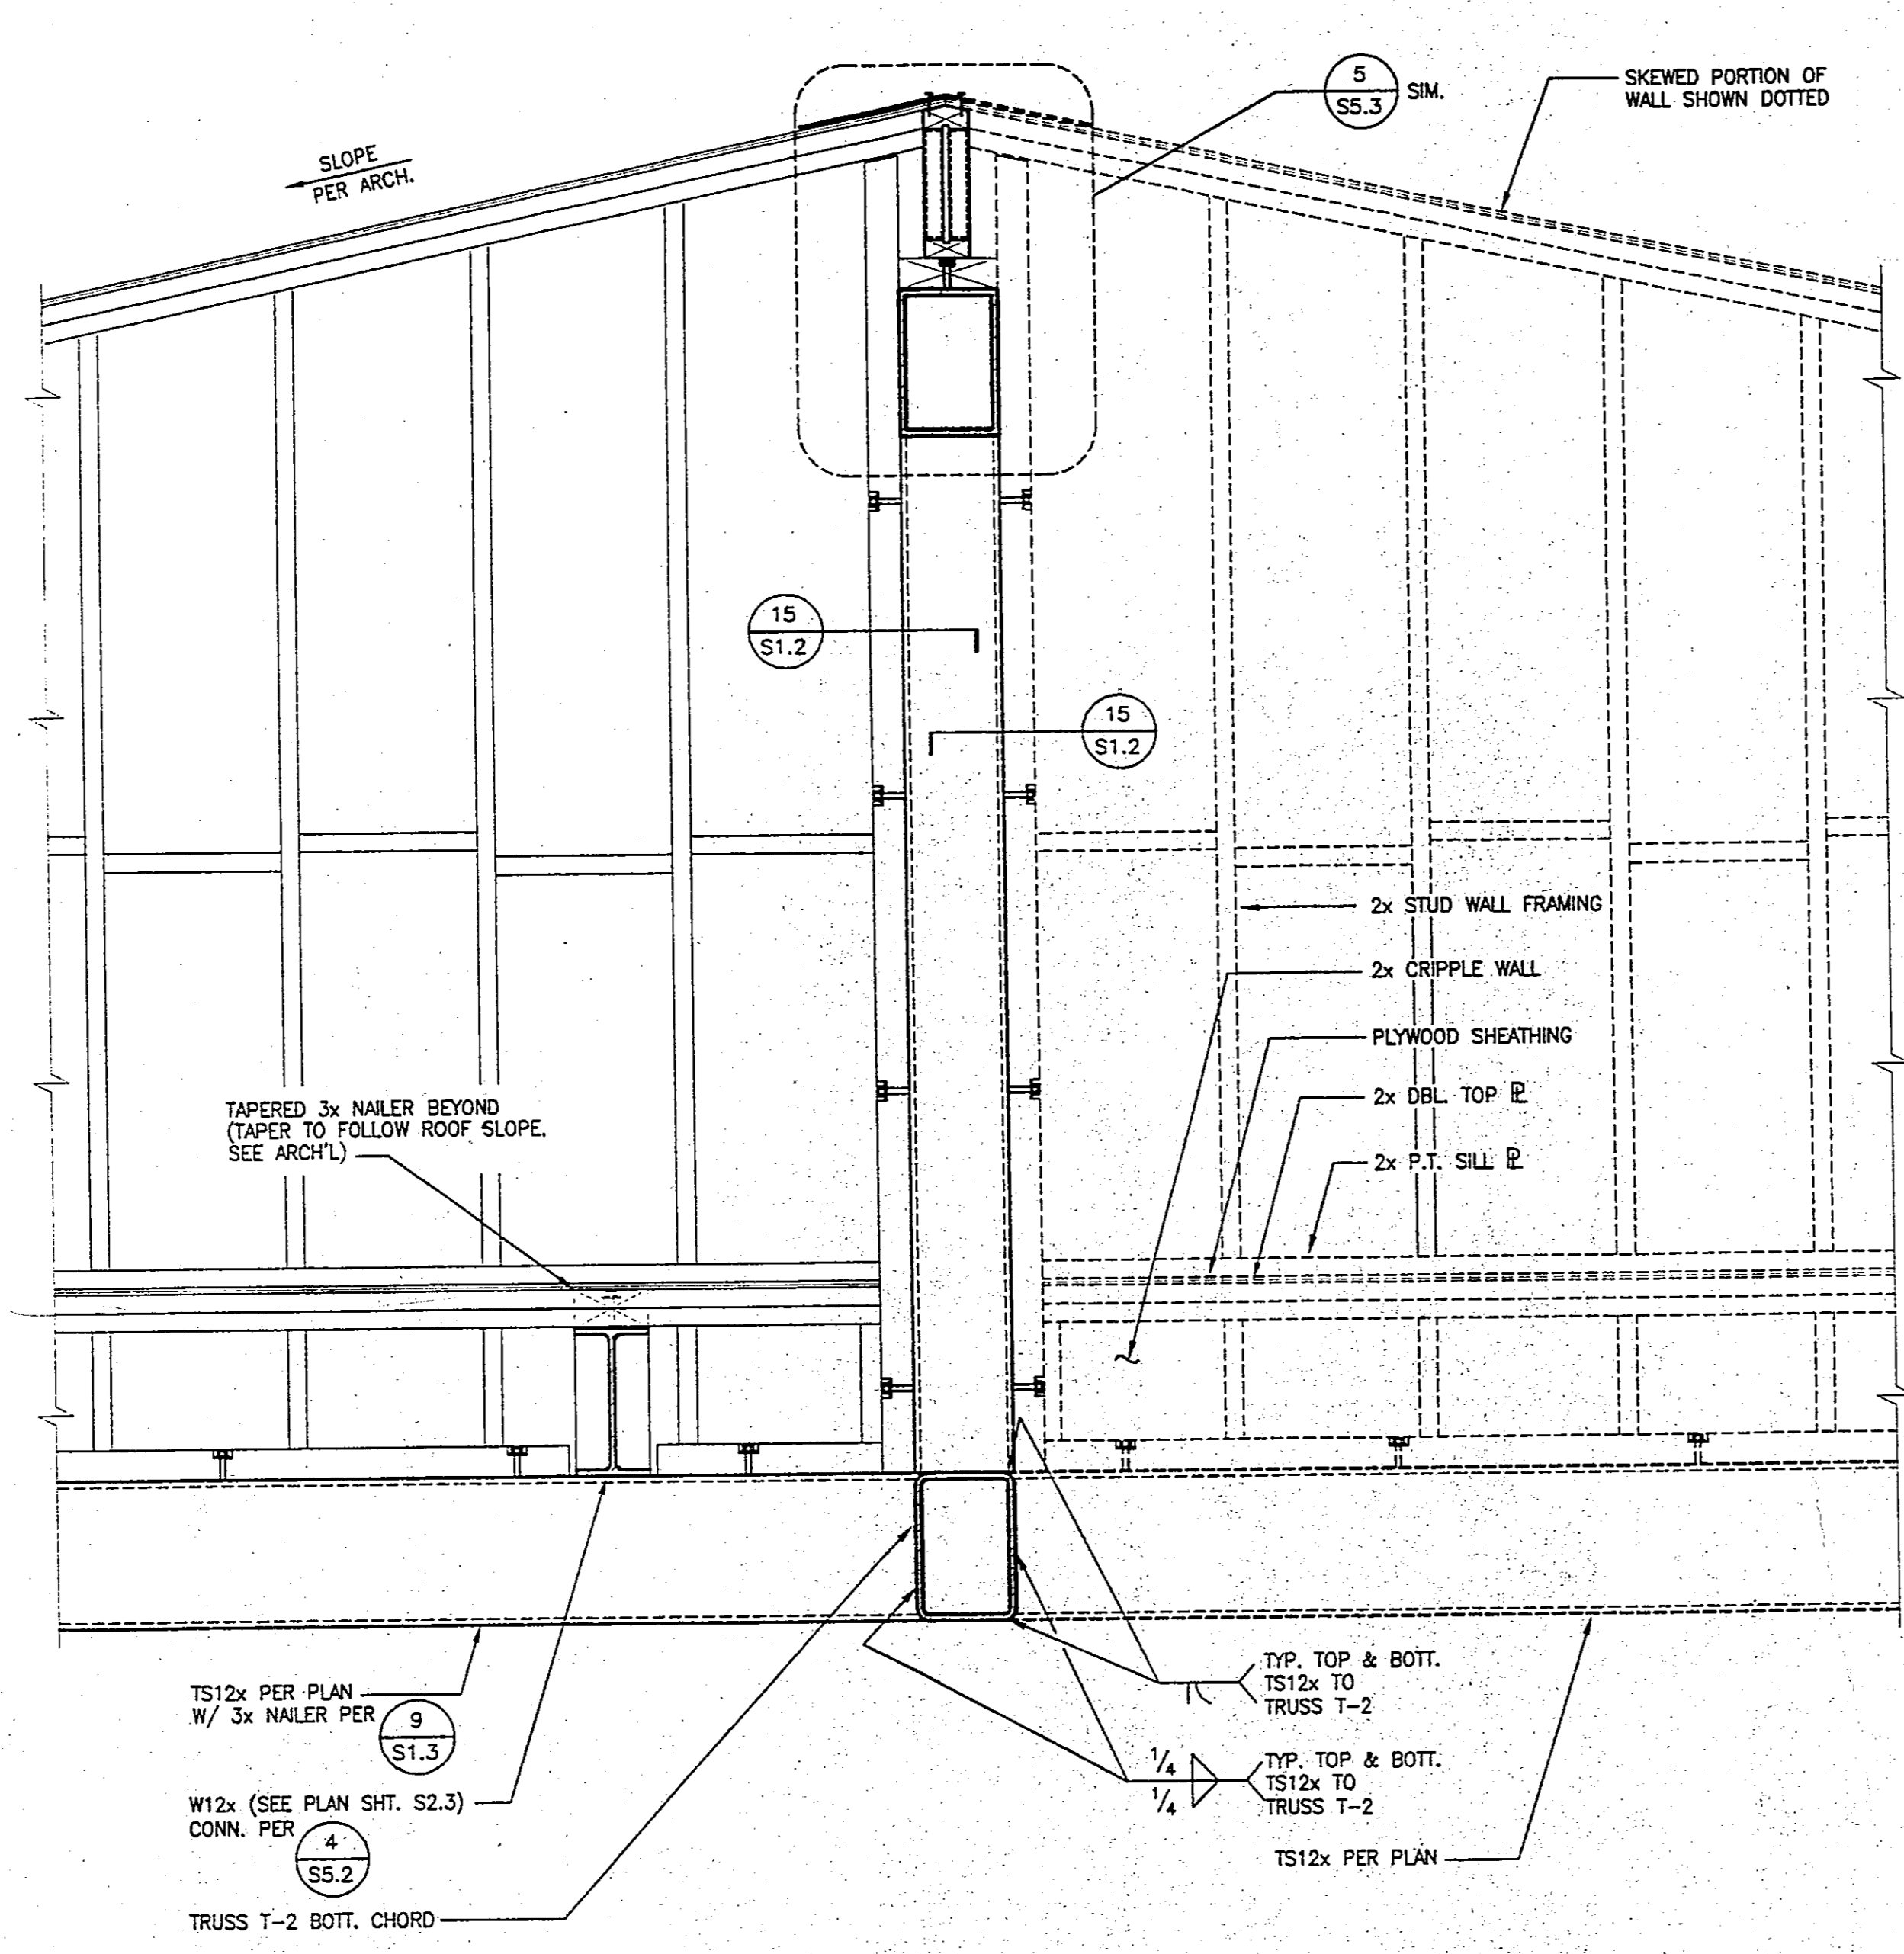 5
S5.3
SIM.
SKEWED PORTION OF
WALL SHOWN DOTTED
SLOPE
PER ARCH.
15
S1.2
15
S1.2
2x STUD WALL FRAMING
2x CRIPPLE WALL
PLYWOOD SHEATHING
2x DBL. TOP PL
2x P.T. SILL PL
TAPERED 3x NAILER BEYOND
(TAPER TO FOLLOW ROOF SLOPE,
SEE ARCH'L)
TS12x PER PLAN
W/ 3x NAILER PER
9
S1.3
W12x (SEE PLAN SHT. S2.3)
CONN. PER
4
S5.2
TRUSS T-2 BOTT. CHORD
TYP. TOP & BOTT.
TS12x TO
TRUSS T-2
1/4
1/4
TYP. TOP & BOTT.
TS12x TO
TRUSS T-2
TS12x PER PLAN